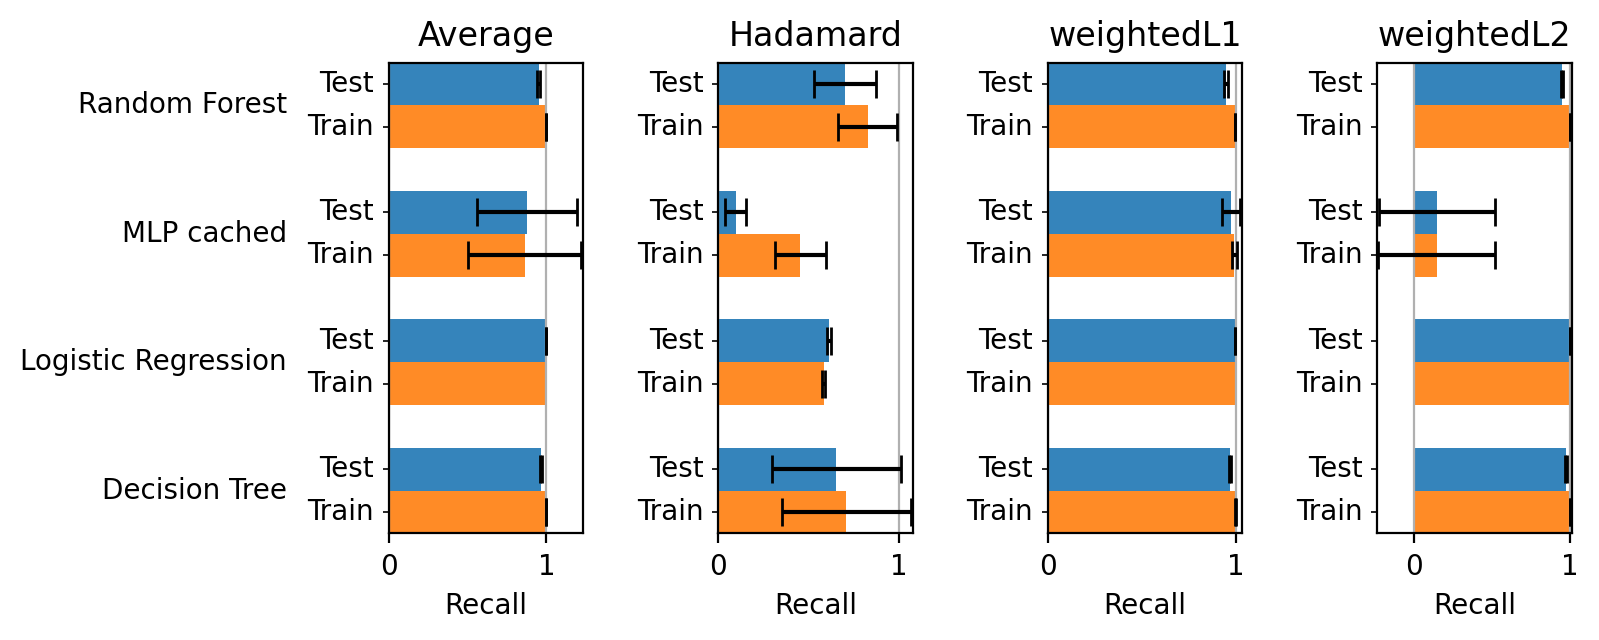 Average Hadamard weightedL1 weightedL2
Random Forest Test Test Test Test
Train Train Train Train
MLP cached Test Test Test Test
Train Train Train Train
Logistic Regression Test Test Test Test
Train Train Train Train
Decision Tree Test Test Test Test
Train Train Train Train
0 1 0 1 0 1 0 1
Recall Recall Recall Recall